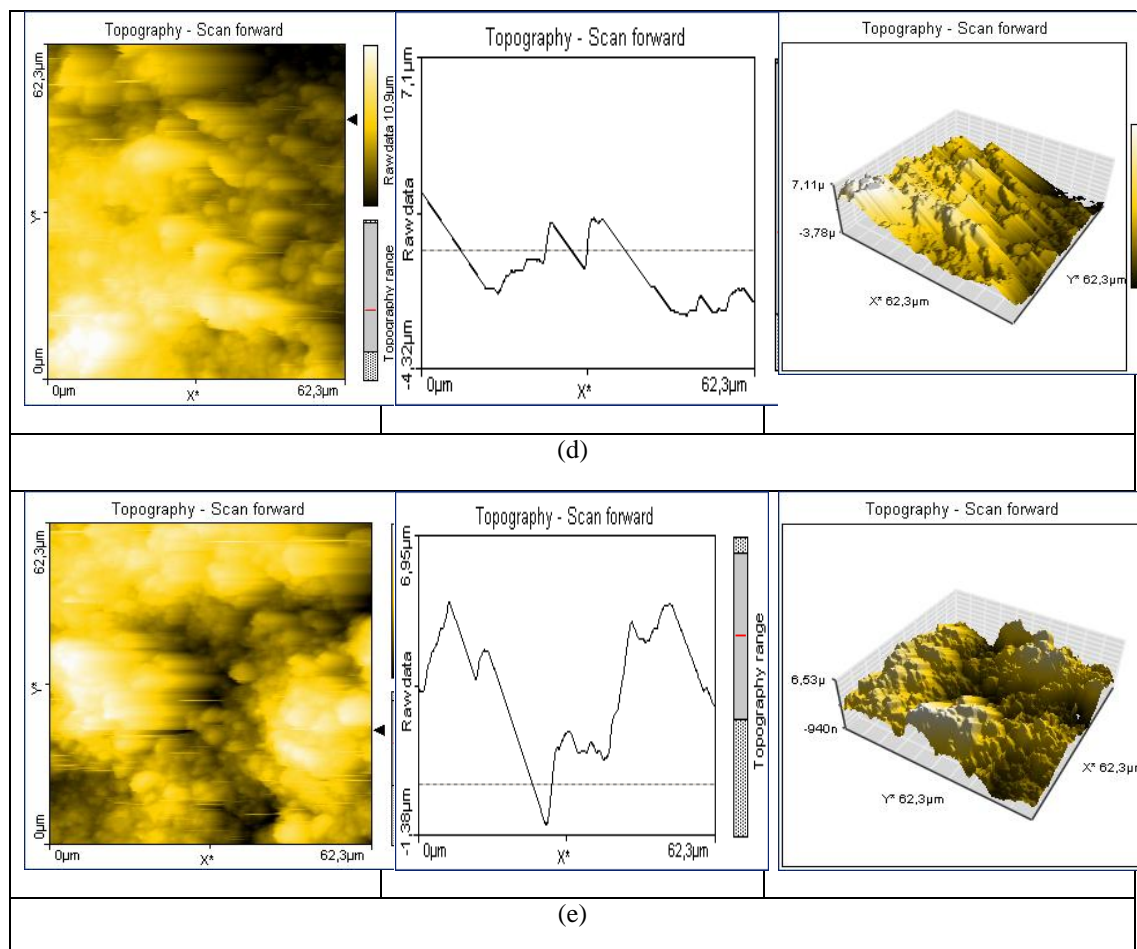 Topography - Scan forward
62,3µm
Y*
0µm
0µm
X*
62,3µm
Raw data 10,9µm
Topography range
Topography - Scan forward
7,1µm
Raw data
-4,32µm
0µm
X*
62,3µm
Topography - Scan forward
7,11µ
-3,78µ
X* 62,3µm
Y* 62,3µm
(d)
Topography - Scan forward
62,3µm
Y*
0µm
0µm
X*
62,3µm
Topography - Scan forward
6,95µm
Raw data
-1,38µm
0µm
X*
62,3µm
Topography range
Topography - Scan forward
6,53µ
-940n
Y* 62,3µm
X* 62,3µm
(e)